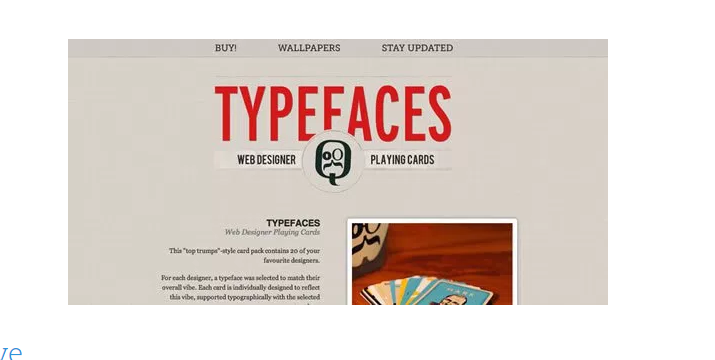 BUY! WALLPAPERS STAY UPDATED
TYPEFACES
WEB DESIGNER PLAYING CARDS
TYPEFACES
Web Designer Playing Cards
This "top trumps"-style card pack contains 20 of your
favourite designers.
For each designer, a typeface was selected to match their
overall vibe. Each card is individually designed to reflect
this vibe, supported typographically with the selected